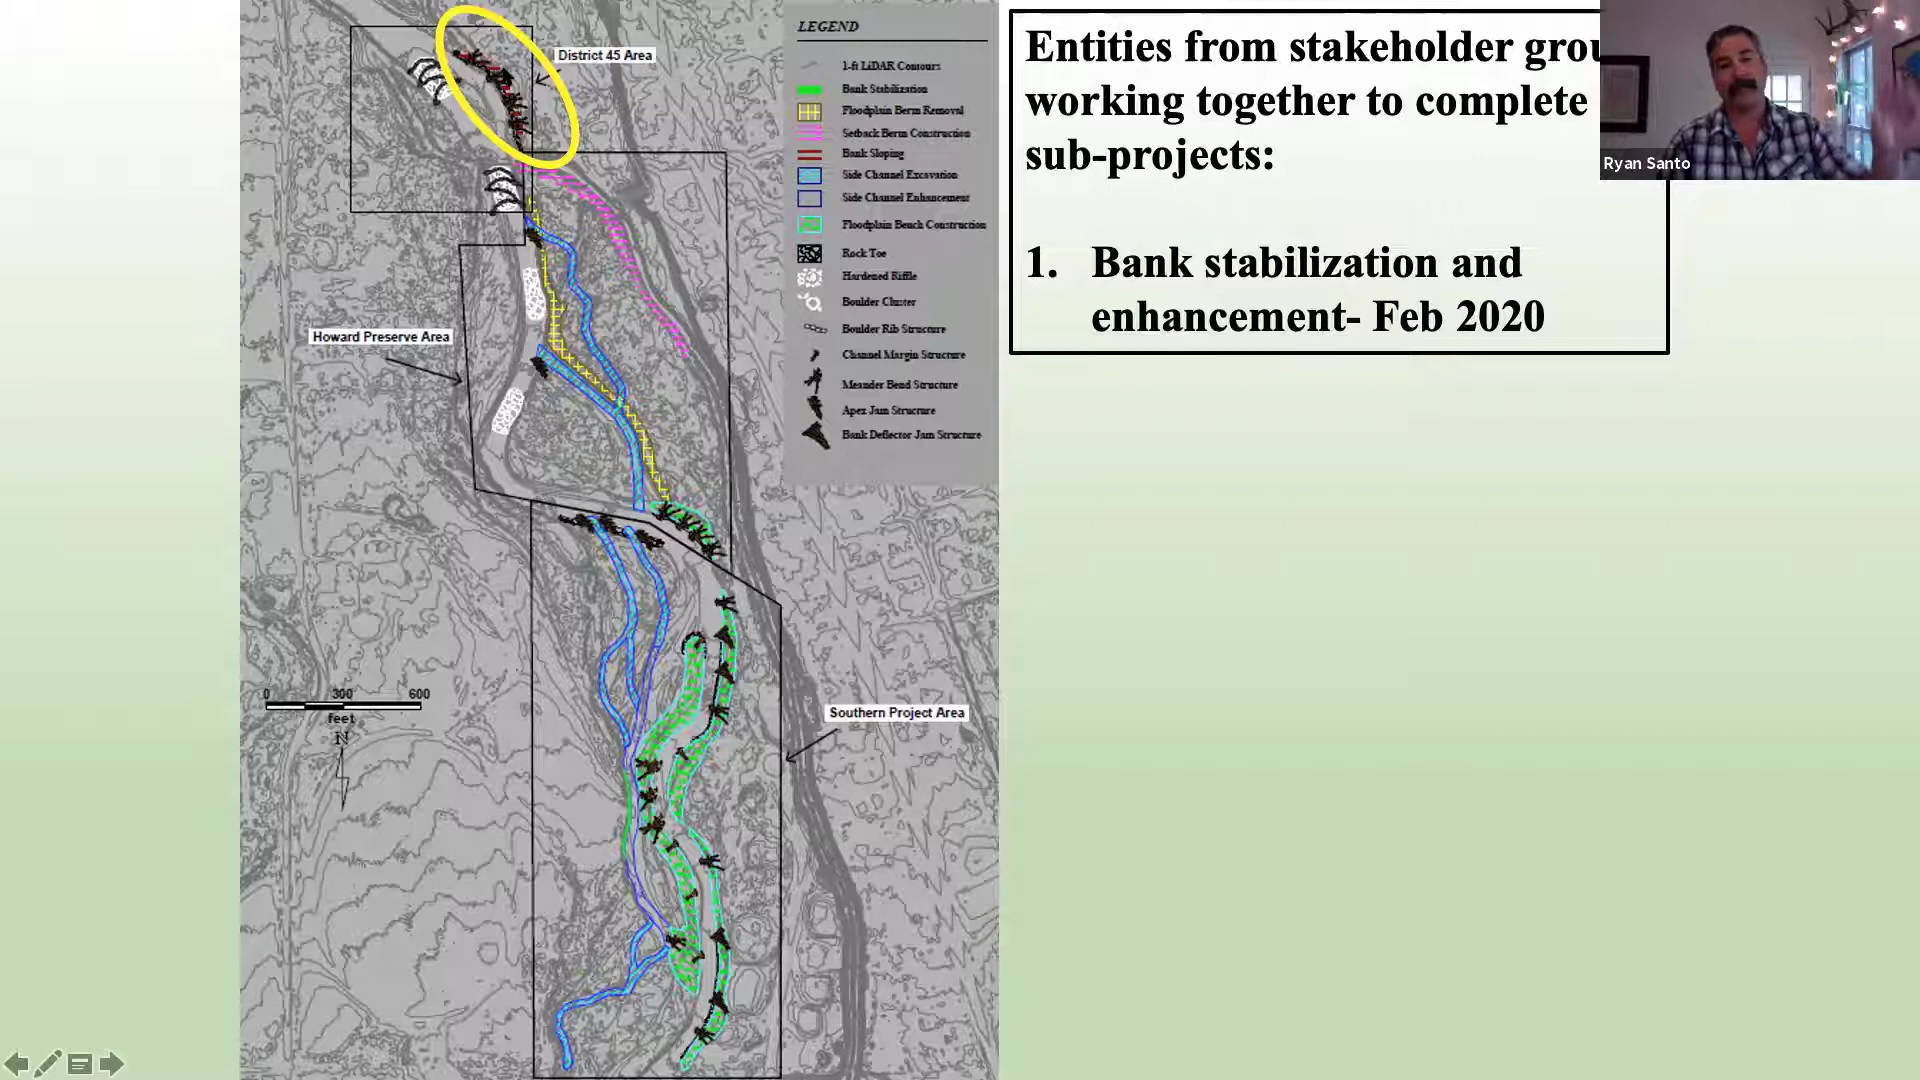 District 45 Area
Howard Preserve Area
Southern Project Area
0 300 600
feet
N
LEGEND
1-ft LiDAR Contours
Bank Stabilization
Floodplain Berm Removal
Setback Berm Construction
Bank Sloping
Side Channel Excavation
Side Channel Enhancement
Floodplain Bench Construction
Rock Toe
Hardened Riffle
Boulder Cluster
Boulder Rib Structure
Channel Margin Structure
Meander Bend Structure
Apex Jam Structure
Bank Deflector Jam Structure
Entities from stakeholder grou
working together to complete
sub-projects:
1. Bank stabilization and
enhancement- Feb 2020
Ryan Santo